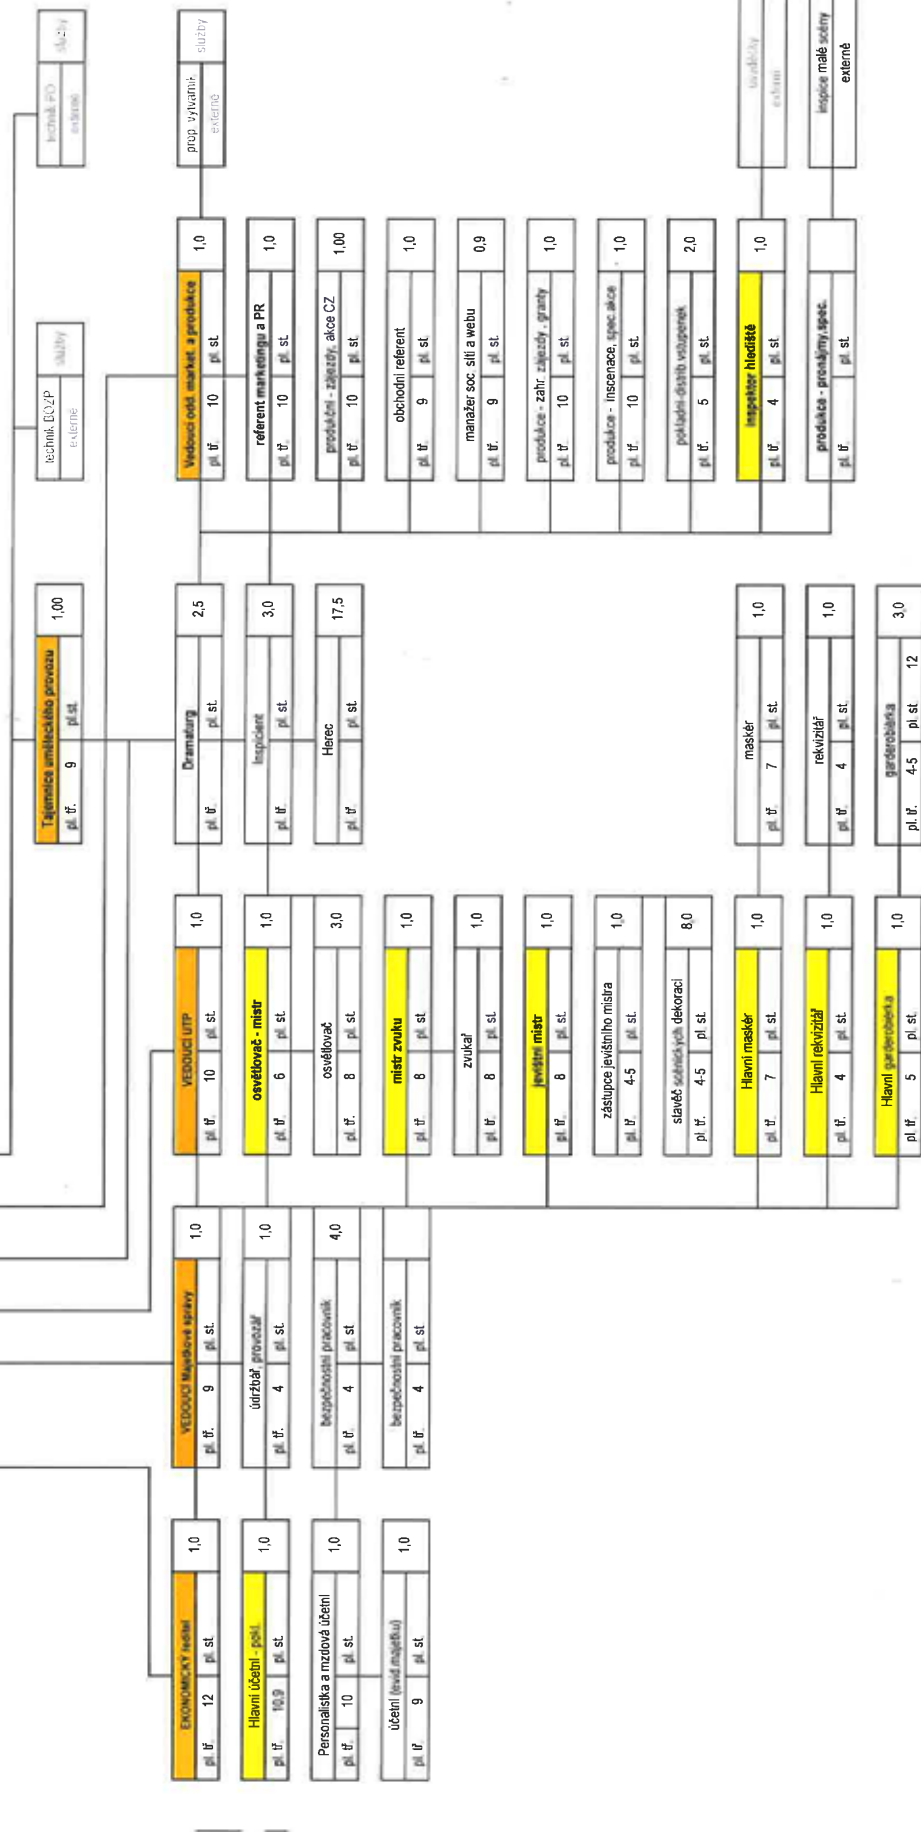 technik PO
služby
externě
technik BOZP
služby
externě
Tajemnice uměleckého provozu
1,00
pl. tř. 9 pl.st.
EKONOMICKÝ ředitel
1,0
pl. tř. 12 pl. st.
Hlavní účetní - pokl.
1,0
pl. tř. 10,9 pl. st.
Personalistka a mzdová účetní
1,0
pl. tř. 10 pl. st.
účetní (evid.majetku)
1,0
pl. tř. 9 pl. st.
VEDOUCÍ Majetkové správy
1,0
pl. tř. 9 pl. st.
údržbář, provozář
1,0
pl. tř. 4 pl. st.
bezpečnostní pracovník
4,0
pl. tř. 4 pl. st
bezpečnostní pracovník
pl. tř. 4 pl. st
VEDOUCÍ UTP
1,0
pl. tř. 10 pl. st.
osvětlovač - mistr
1,0
pl. tř. 6 pl. st.
osvětlovač
3,0
pl. tř. 8 pl. st.
mistr zvuku
1,0
pl. tř. 8 pl. st.
zvukař
1,0
pl. tř. 8 pl. st.
jevištní mistr
1,0
pl. tř. 8 pl. st.
zástupce jevištního mistra
1,0
pl. tř. 4-5 pl. st.
stavěč scénických dekorací
8,0
pl. tř. 4-5 pl. st.
Hlavní maskér
1,0
pl. tř. 7 pl. st.
Hlavní rekvizitář
1,0
pl. tř. 4 pl. st.
Hlavní garderobiérka
1,0
pl. tř. 5 pl. st.
Dramaturg
2,5
pl. tř. pl. st.
Inspicient
3,0
pl. tř. pl. st.
Herec
17,5
pl. tř. pl. st
maskér
1,0
pl. tř. 7 pl. st.
rekvizitář
1,0
pl. tř. 4 pl. st.
garderobiérka
3,0
pl. tř. 4-5 pl. st. 12
Vedoucí odd. market. a produkce
1,0
pl. tř. 10 pl. st.
referent marketingu a PR
1,0
pl. tř. 10 pl. st.
produkční - zájezdy, akce CZ
1,00
pl. tř. 10 pl. st.
obchodní referent
1,0
pl. tř. 9 pl. st.
manažer soc. sítí a webu
0,9
pl. tř. 9 pl. st.
produkce - zahr. zájezdy , granty
1,0
pl. tř. 10 pl. st.
produkce - inscenace, spec.akce
1,0
pl. tř. 10 pl. st.
pokladní-distrib.vstupenek
2,0
pl. tř. 5 pl. st.
inspektor hlediště
1,0
pl. tř. 4 pl. st.
produkce - pronájmy,spec.
pl. tř. pl. st.
prop. výtvarník
služby
externě
uvaděčky
externí
inspice malé scény
externě